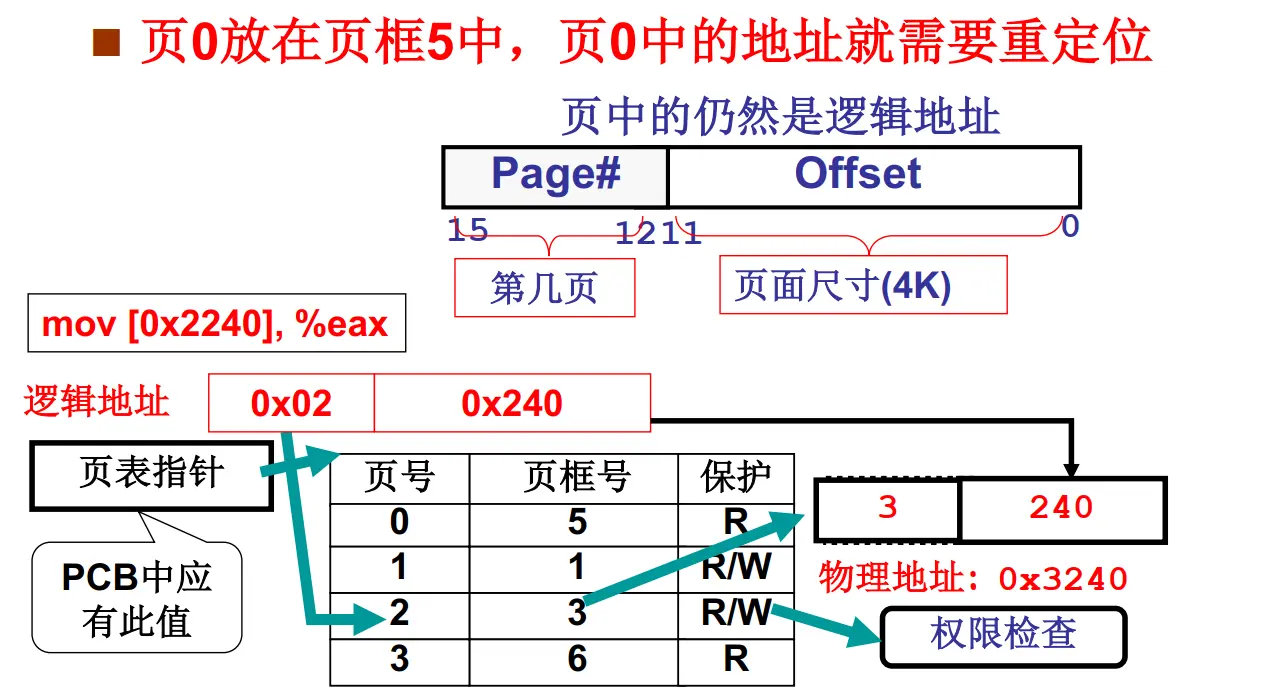 页0放在页框5中，页0中的地址就需要重定位
页中的仍然是逻辑地址
Page# Offset
15 12 11 0
第几页 页面尺寸(4K)
mov [0x2240], %eax
逻辑地址 0x02 0x240
页表指针
PCB中应
有此值
页号 页框号 保护
0 5 R
1 1 R/W
2 3 R/W
3 6 R
3 240
物理地址：0x3240
权限检查